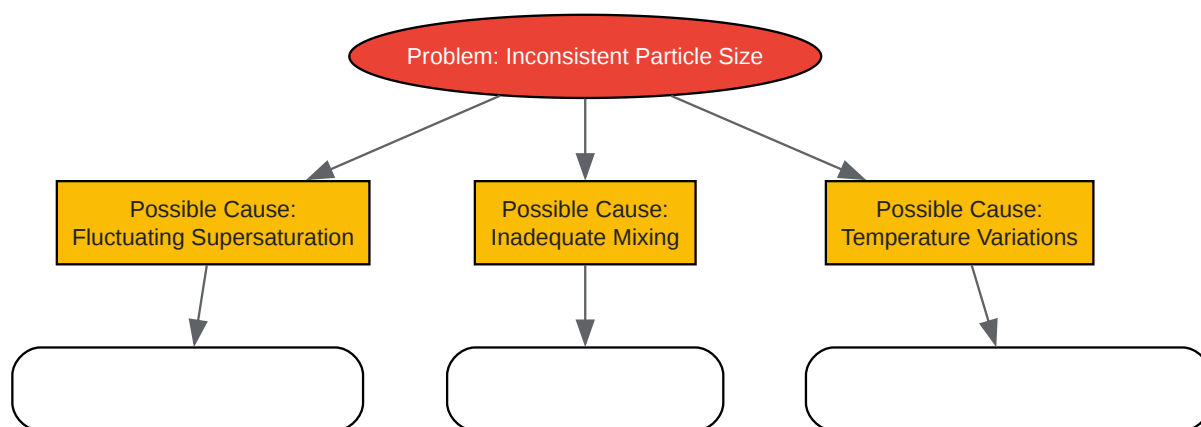 Problem: Inconsistent Particle Size
Possible Cause:
Fluctuating Supersaturation
Possible Cause:
Inadequate Mixing
Possible Cause:
Temperature Variations